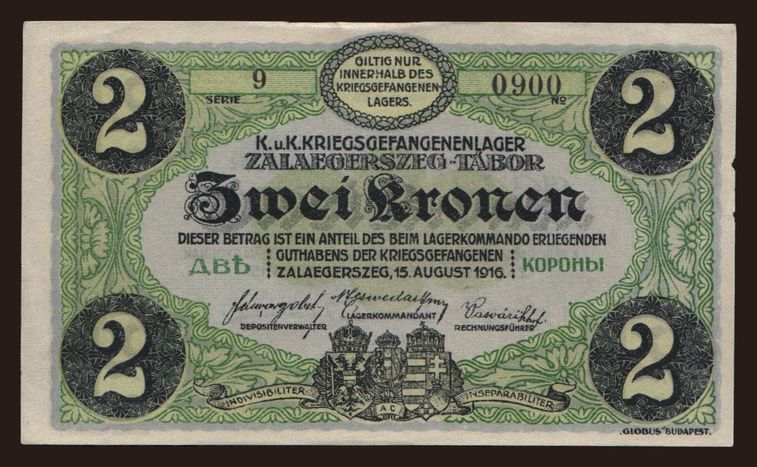 2
2
GILTIG NUR
INNERHALB DES
KRIEGSGEFANGENEN-
LAGERS.
9
SERIE
0900
No
K.u.K.KRIEGSGEFANGENENLAGER
ZALAEGERSZEG-TÁBOR
Zwei Kronen
DIESER BETRAG IST EIN ANTEIL DES BEIM LAGERKOMMANDO ERLIEGENDEN
ДВѢ GUTHABENS DER KRIEGSGEFANGENEN КОРОНЫ
ZALAEGERSZEG, 15. AUGUST 1916.
DEPOSITENVERWALTER
LAGERKOMMANDANT
RECHNUNGSFÜHRER
2
2
INDIVISIBILITER
INSEPARABILITER
"GLOBUS" BUDAPEST.